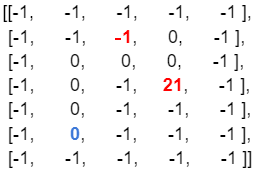 [[-1, -1, -1, -1, -1 ],
[-1, -1, -1, 0, -1 ],
[-1, 0, 0, 0, -1 ],
[-1, 0, -1, 21, -1 ],
[-1, 0, -1, -1, -1 ],
[-1, 0, -1, -1, -1 ],
[-1, -1, -1, -1, -1 ]]